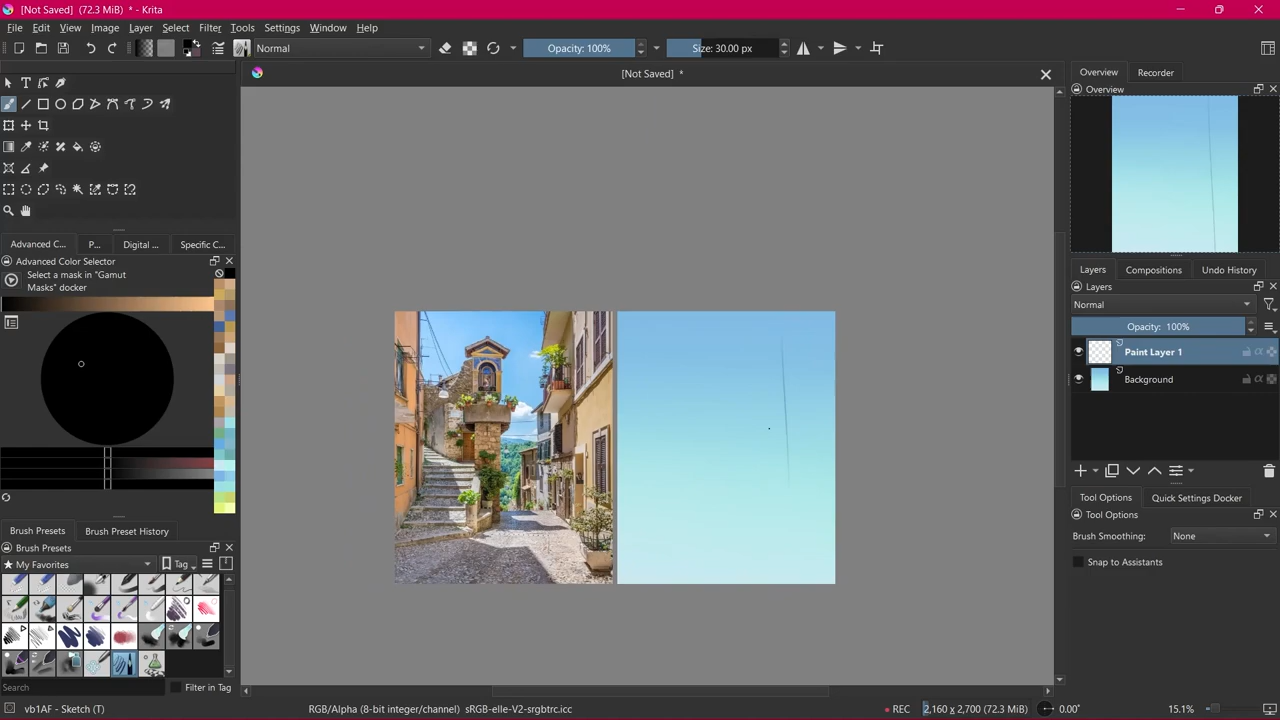 [Not Saved] (72.3 MiB) * - Krita
File Edit View Image Layer Select Filter Tools Settings Window Help
Normal
Opacity: 100%
Size: 30.00 px
[Not Saved] *
Overview
Recorder
Overview
Advanced C...
P...
Digital ...
Specific C...
Advanced Color Selector
Select a mask in "Gamut
Masks" docker
Layers
Compositions
Undo History
Layers
Normal
Opacity: 100%
Paint Layer 1
Background
Tool Options
Quick Settings Docker
Tool Options
Brush Smoothing: None
Snap to Assistants
Brush Presets
Brush Preset History
Brush Presets
★ My Favorites
Tag
Search
Filter in Tag
vb1AF - Sketch (T)
RGB/Alpha (8-bit integer/channel) sRGB-elle-V2-srgbtrc.icc
REC
2,160 x 2,700 (72.3 MiB)
0.00°
15.1%